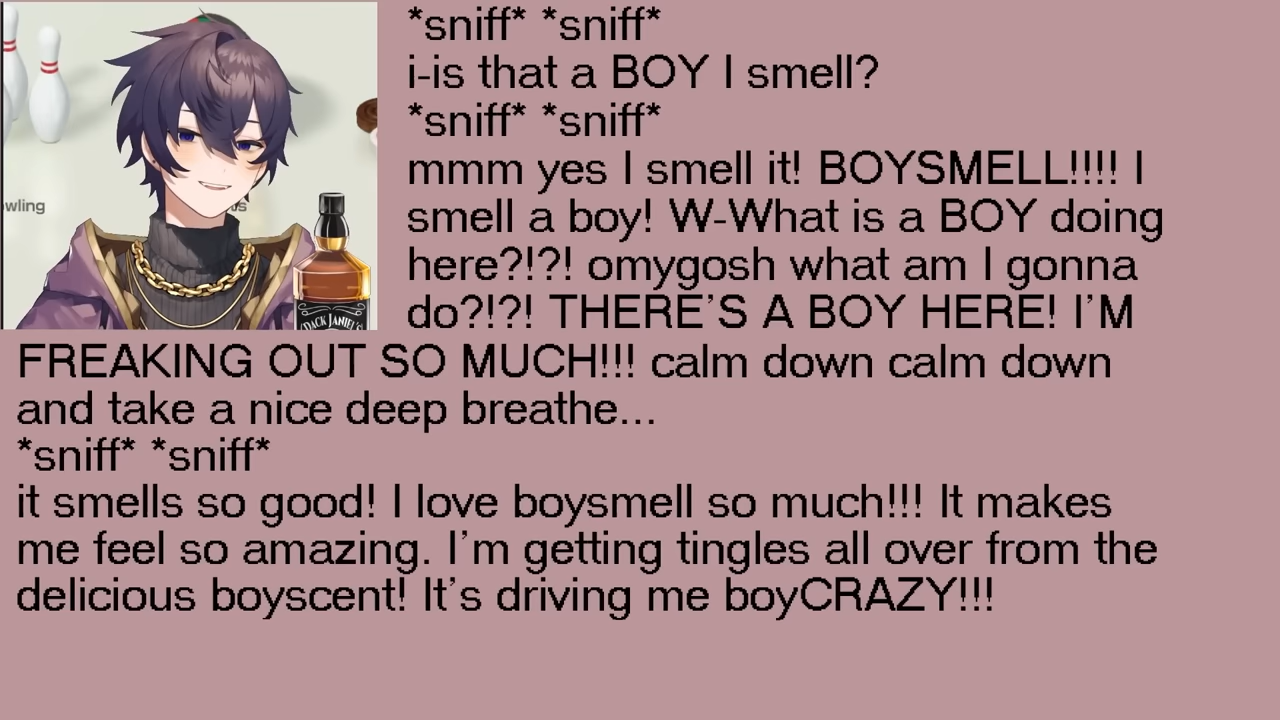 *sniff* *sniff*
i-is that a BOY I smell?
*sniff* *sniff*
mmm yes I smell it! BOYSMELL!!!! I
smell a boy! W-What is a BOY doing
here?!?! omygosh what am I gonna
do?!?! THERE'S A BOY HERE! I'M
FREAKING OUT SO MUCH!!! calm down calm down
and take a nice deep breathe...
*sniff* *sniff*
it smells so good! I love boysmell so much!!! It makes
me feel so amazing. I'm getting tingles all over from the
delicious boyscent! It's driving me boyCRAZY!!!
wling